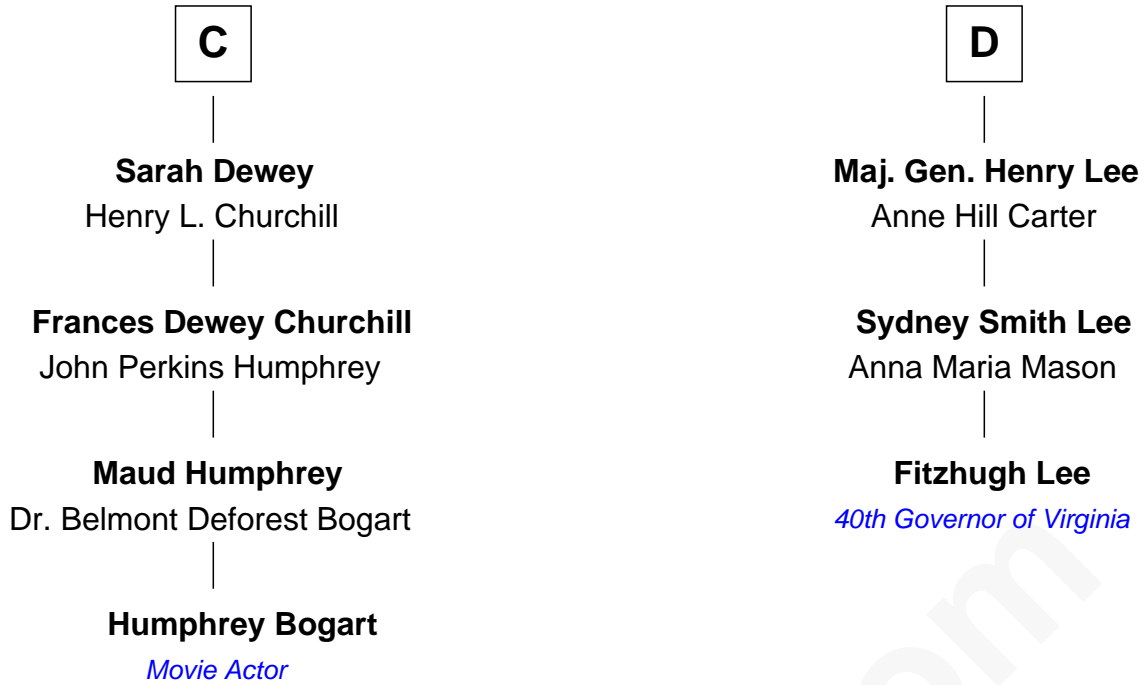 C
Sarah Dewey
Henry L. Churchill
Frances Dewey Churchill
John Perkins Humphrey
Maud Humphrey
Dr. Belmont Deforest Bogart
Humphrey Bogart
Movie Actor
D
Maj. Gen. Henry Lee
Anne Hill Carter
Sydney Smith Lee
Anna Maria Mason
Fitzhugh Lee
40th Governor of Virginia
om